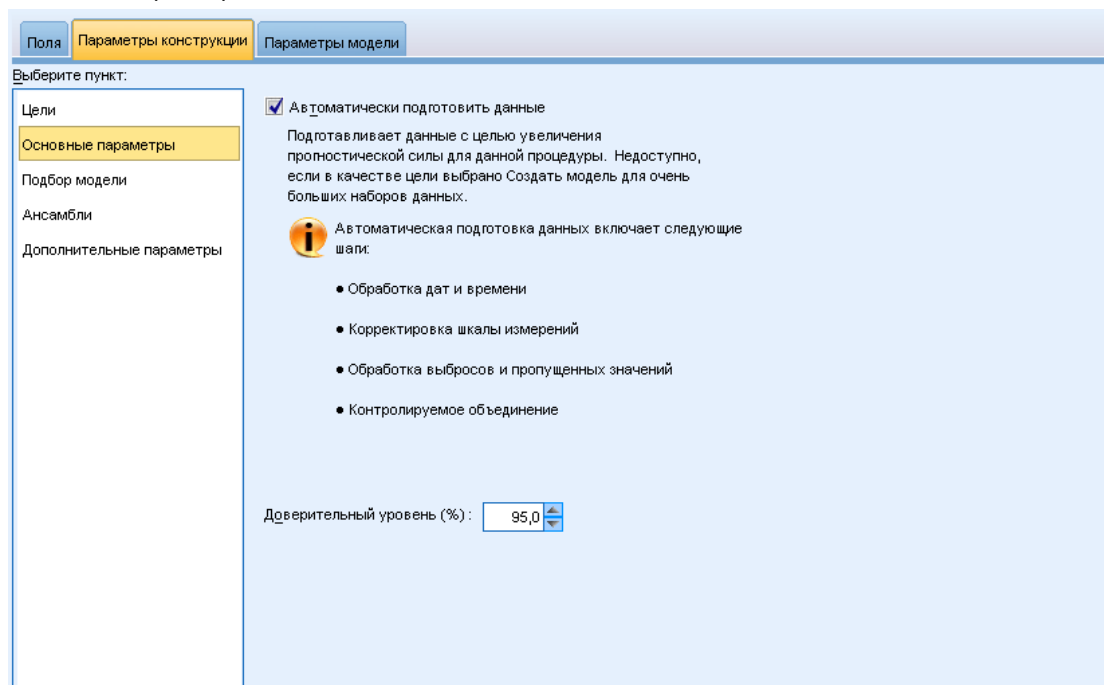 Поля
Параметры конструкции
Параметры модели
Выберите пункт:
Цели
Основные параметры
Подбор модели
Ансамбли
Дополнительные параметры
Автоматически подготовить данные
Подготавливает данные с целью увеличения
прогностической силы для данной процедуры. Недоступно,
если в качестве цели выбрано Создать модель для очень
больших наборов данных.
Автоматическая подготовка данных включает следующие
шаги:
● Обработка дат и времени
● Корректировка шкалы измерений
● Обработка выбросов и пропущенных значений
● Контролируемое объединение
Доверительный уровень (%) : 95,0